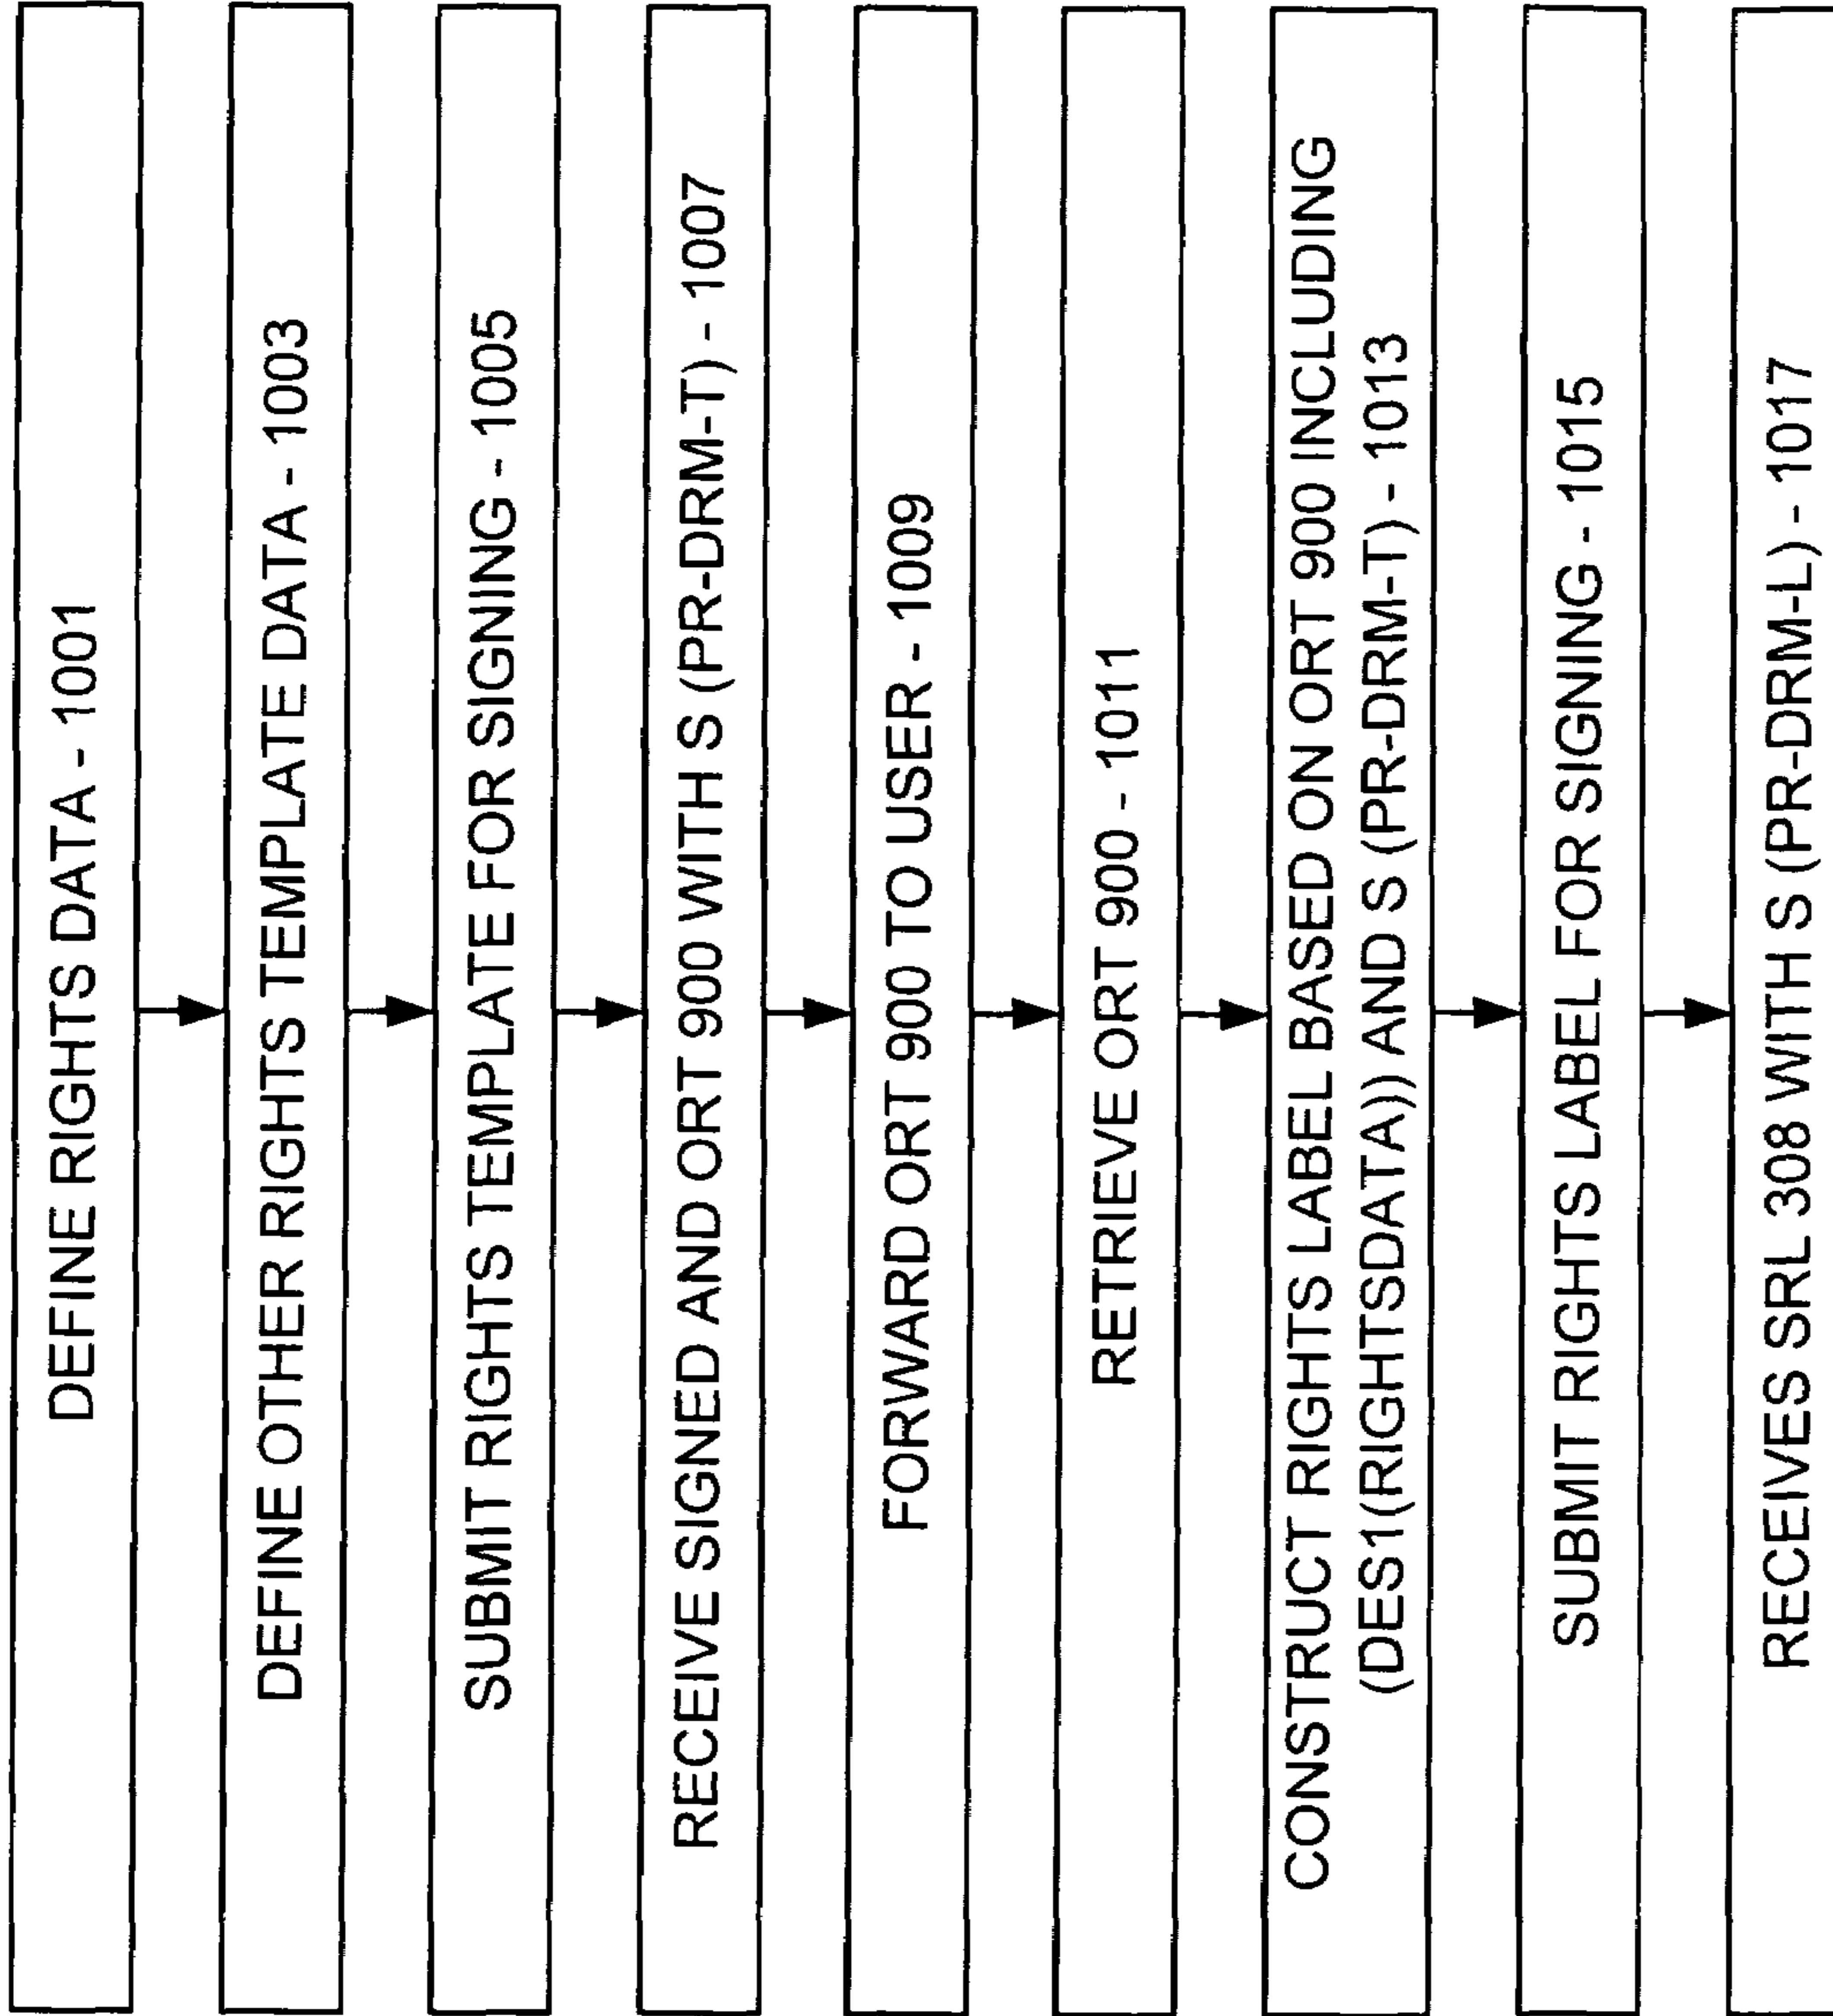 DEFINE RIGHTS DATA - 1001
DEFINE OTHER RIGHTS TEMPLATE DATA - 1003
SUBMIT RIGHTS TEMPLATE FOR SIGNING - 1005
RECEIVE SIGNED AND ORT 900 WITH S (PR-DRM-T) - 1007
FORWARD ORT 900 TO USER - 1009
RETRIEVE ORT 900 - 1011
CONSTRUCT RIGHTS LABEL BASED ON ORT 900 INCLUDING
(DES1(RIGHTSDATA)) AND S (PR-DRM-T) - 1013
SUBMIT RIGHTS LABEL FOR SIGNING - 1015
RECEIVES SRL 308 WITH S (PR-DRM-L) - 1017